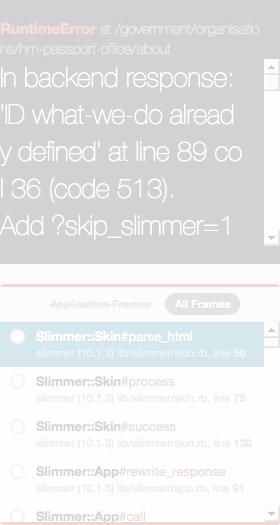 RuntimeError at /government/organisatio
ns/hm-passport-office/about
In backend response:
'ID what-we-do alread
y defined' at line 89 co
l 36 (code 513).
Add ?skip_slimmer=1
Application Frames All Frames
Slimmer::Skin#parse_html
slimmer (10.1.3) lib/slimmer/skin.rb, line 50
Slimmer::Skin#process
slimmer (10.1.3) lib/slimmer/skin.rb, line 75
Slimmer::Skin#success
slimmer (10.1.3) lib/slimmer/skin.rb, line 130
Slimmer::App#rewrite_response
slimmer (10.1.3) lib/slimmer/app.rb, line 91
Slimmer::App#call